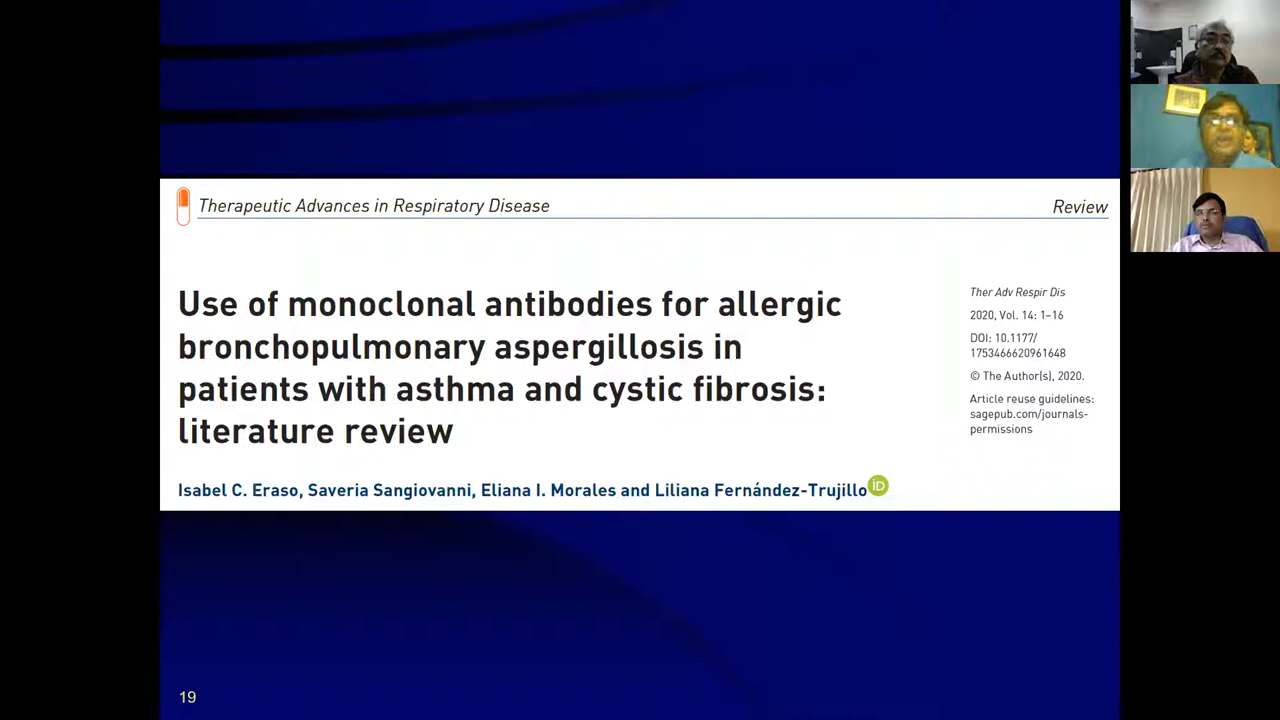 Therapeutic Advances in Respiratory Disease
Review
Use of monoclonal antibodies for allergic
bronchopulmonary aspergillosis in
patients with asthma and cystic fibrosis:
literature review
Ther Adv Respir Dis
2020, Vol. 14: 1–16
DOI: 10.1177/
1753466620961648
© The Author(s), 2020.
Article reuse guidelines:
sagepub.com/journals-
permissions
Isabel C. Eraso, Saveria Sangiovanni, Eliana I. Morales and Liliana Fernández-Trujillo
iD
19